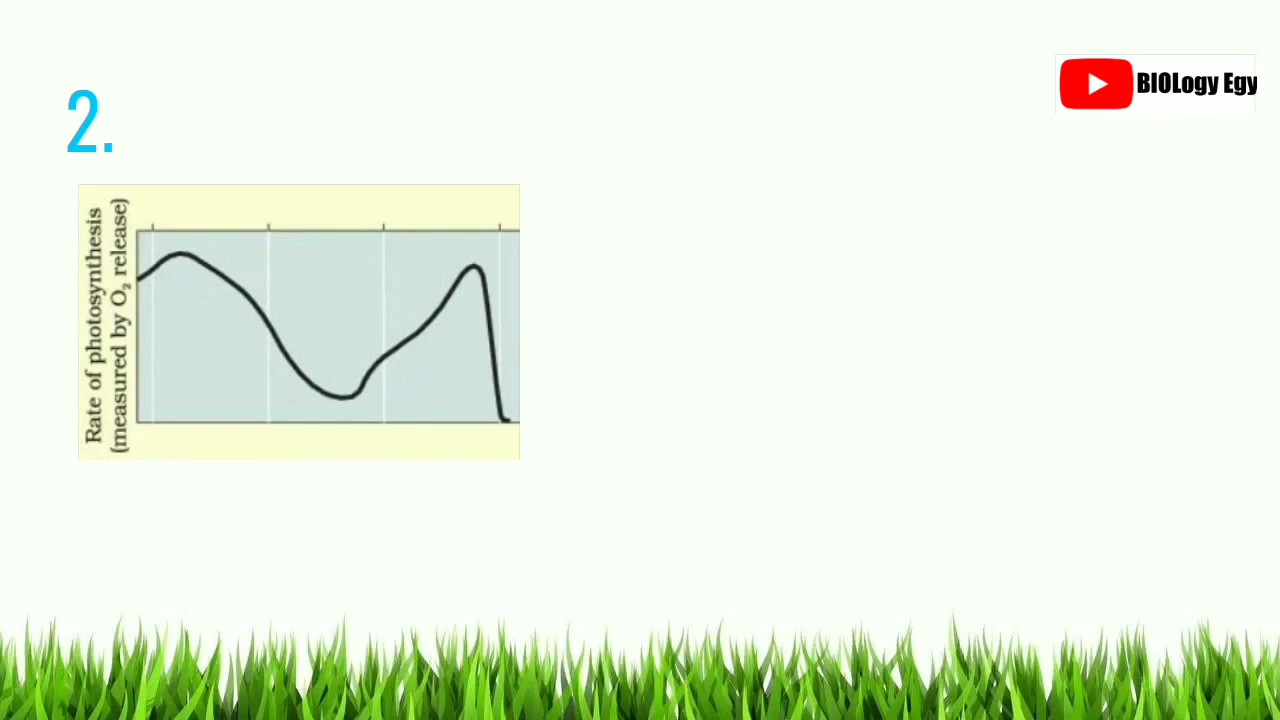 BIOLogy Egy
2.
Rate of photosynthesis
(measured by O₂ release)